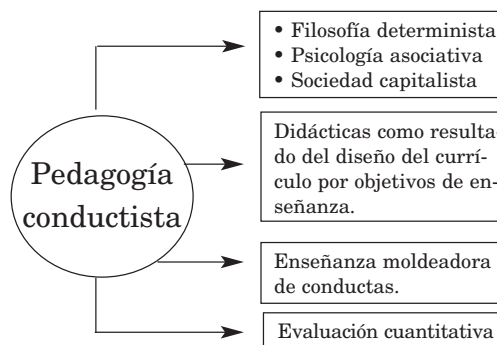 • Filosofía determinista
• Psicología asociativa
• Sociedad capitalista
Didácticas como resulta-
do del diseño del currí-
culo por objetivos de en-
señanza.
Pedagogía
conductista
Enseñanza moldeadora
de conductas.
Evaluación cuantitativa